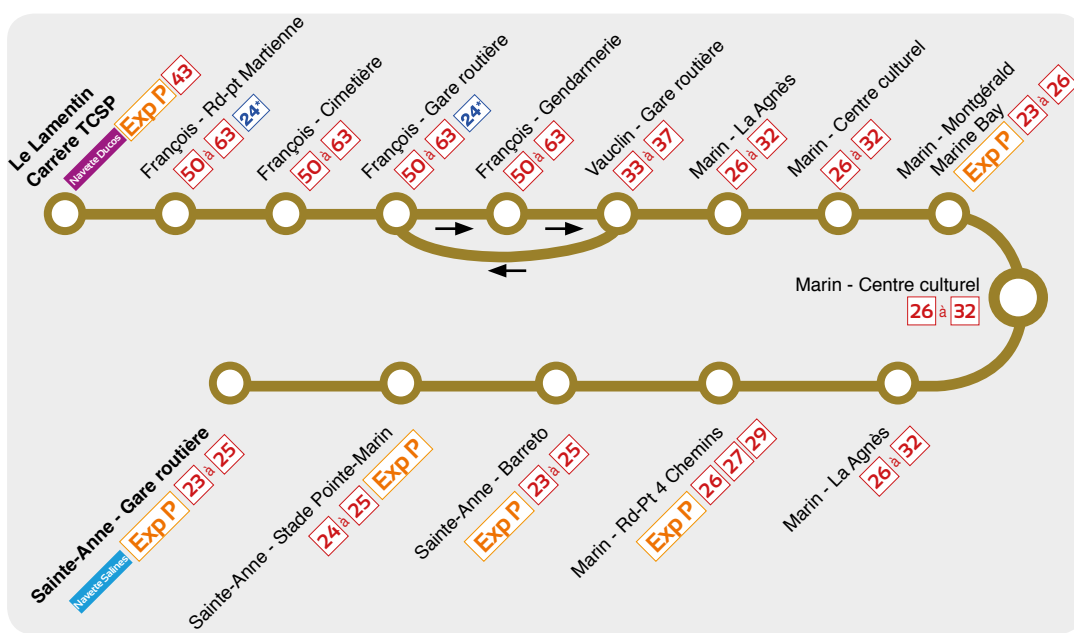 Le Lamentin
Carrère TCSP
Navette Ducos Exp P 43
François - Rd-pt Martienne
50 à 63 24*
François - Cimetière
50 à 63
François - Gare routière
50 à 63 24*
François - Gendarmerie
50 à 63
Vauclin - Gare routière
33 à 37
Marin - La Agnès
26 à 32
Marin - Centre culturel
26 à 32
Marin - Montgérald
Marine Bay
Exp P 23 à 26
Marin - Centre culturel
26 à 32
Marin - La Agnès
26 à 32
Marin - Rd-Pt 4 Chemins
Exp P 26 27 29
Sainte-Anne - Barreto
Exp P 23 à 25
Sainte-Anne - Stade Pointe-Marin
24 à 25 Exp P
Sainte-Anne - Gare routière
Navette Salines Exp P 23 à 25